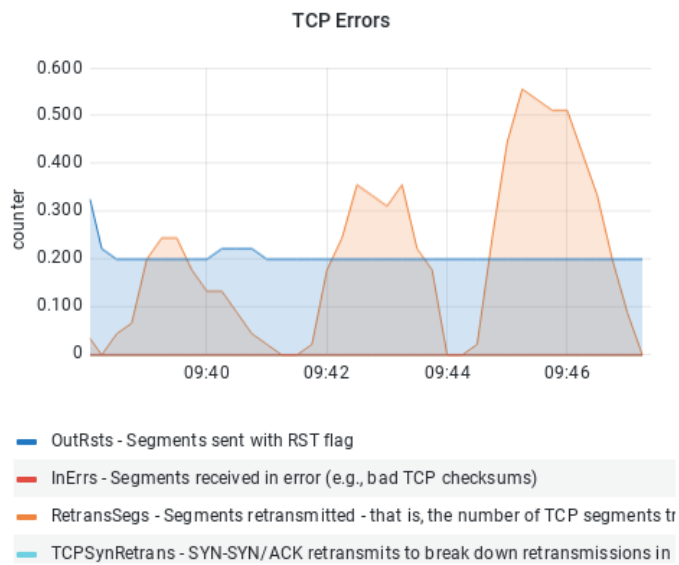 TCP Errors
0.600
0.500
0.400
0.300
0.200
0.100
0
counter
09:40 09:42 09:44 09:46
OutRsts - Segments sent with RST flag
InErrs - Segments received in error (e.g., bad TCP checksums)
RetransSegs - Segments retransmitted - that is, the number of TCP segments
TCPSynRetrans - SYN-SYN/ACK retransmits to break down retransmissions in